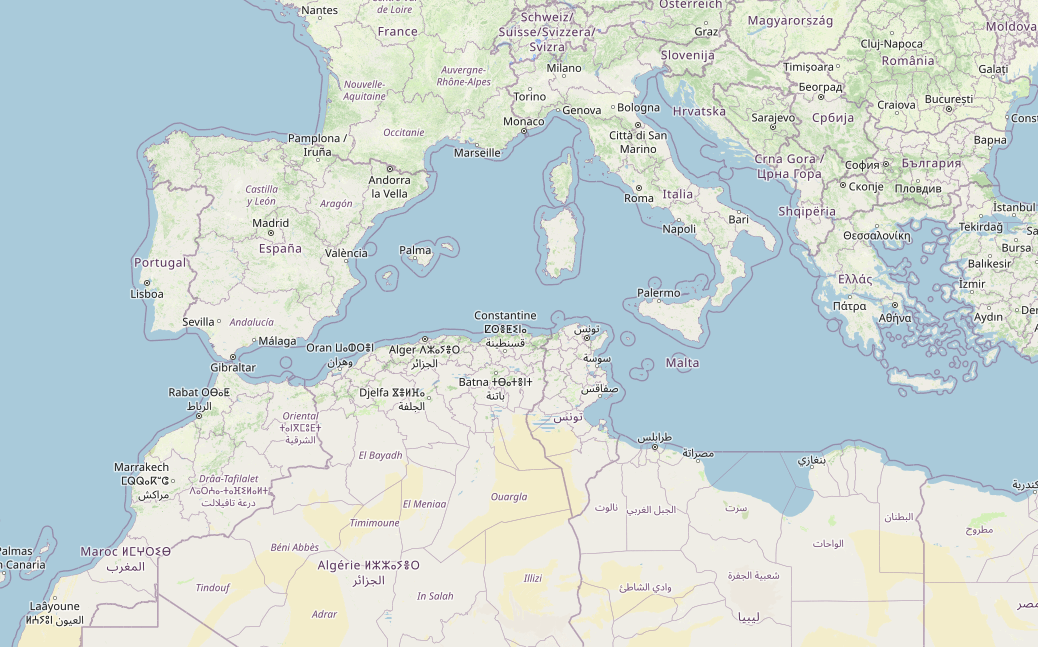 Nantes
de Loire
France
Schweiz/
Suisse/Svizzera/
Svizra
Österreich
Graz
Magyarország
Moldova
Slovenija
Cluj-Napoca
România
Timișoara
Galați
Milano
Auvergne-
Rhône-Alpes
Nouvelle-
Aquitaine
Torino
Genova
Bologna
Hrvatska
Београд
Craiova
București
Monaco
Sarajevo
Србија
Occitanie
Città di San
Marino
Варна
Pamplona /
Iruña
Marseille
Crna Gora /
Црна Гора
София
България
Andorra
la Vella
Скопје
Пловдив
Castilla
y León
Aragón
Roma
Italia
Shqipëria
İstanbul
Madrid
Napoli
Bari
Θεσσαλονίκη
Tekirdağ
España
València
Palma
Bursa
Portugal
Balıkesir
Ελλάς
Lisboa
Palermo
İzmir
Πάτρα
Αθήνα
Aydın
Sevilla
Andalucía
Constantine
ⵇⵙⴻⵏⵟⵉⵏⴰ
قسنطينة
تونس
Málaga
Oran ⵡⴰⵀⵔⴻⵏ
وهران
Alger ⴷⵣⴰⵢⴻⵔ
الجزائر
سوسة
Gibraltar
Malta
Batna ⵜⴱⴰⵜⴻⵏⵜ
باتنة
صفاقس
Rabat ⵔⴱⴰⵟ
الرباط
Djelfa
الجلفة
تونس
Oriental
الشرقية
طرابلس
مصراتة
بنغازي
El Bayadh
Marrakech
ⵎⵕⵕⴰⴽⵛ
مراكش
Drâa-Tafilalet
درعة تافيلالت
El Meniaa
Ouargla
نالوت
الجبل الغربي
سرت
البطنان
مطروح
Timimoune
Maroc ⵍⵎⵖⵔⵉⴱ
المغرب
Béni Abbès
الواحات
Canaria
Algérie ⵍⵣⵣⴰⵢⴻⵔ
الجزائر
Illizi
شعبية الجفرة
وادي الشاطئ
Tindouf
In Salah
Laâyoune
العيون
Adrar
ليبيا
مصر